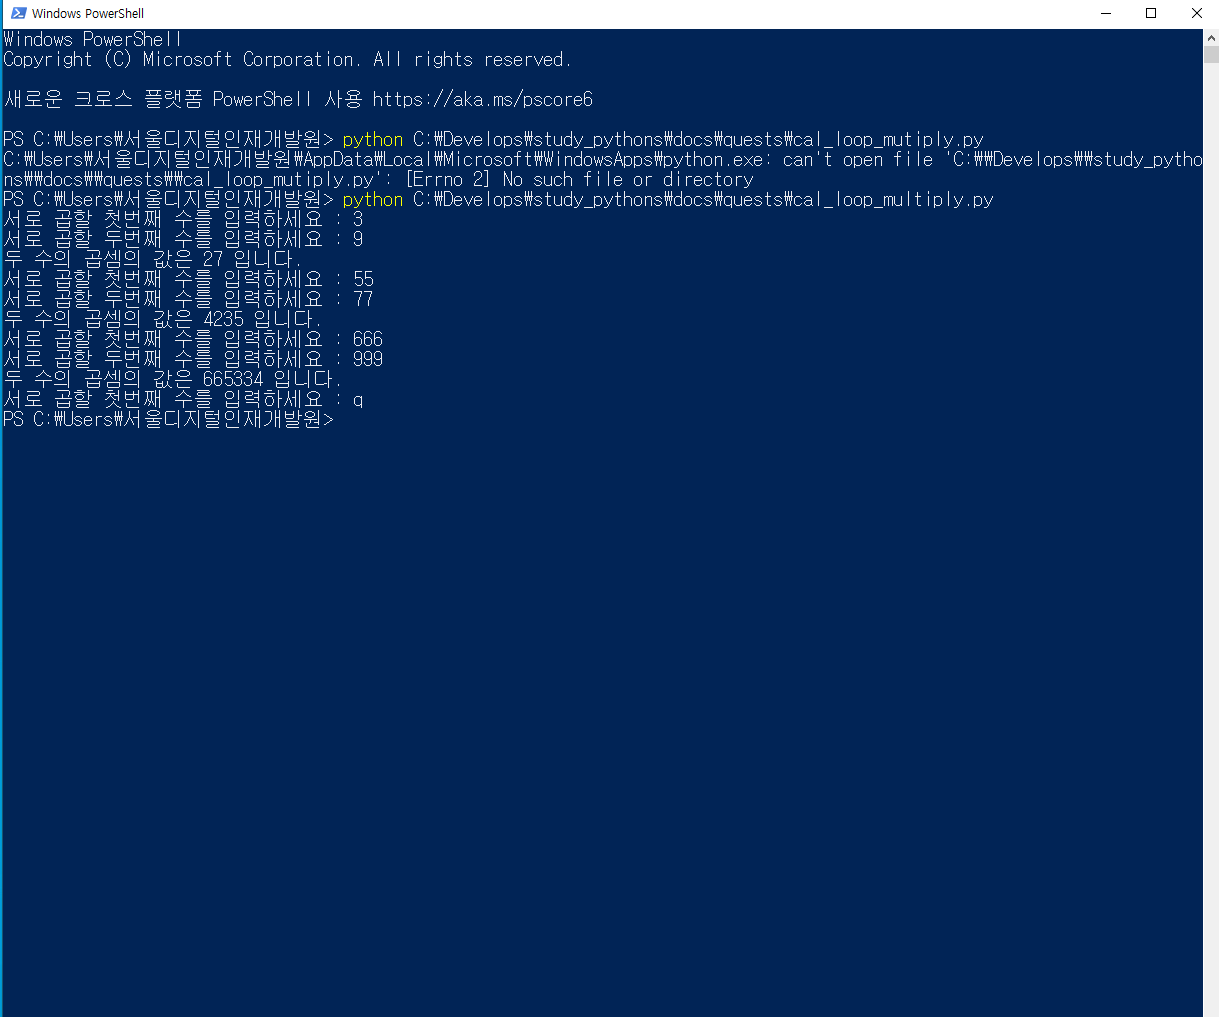 Windows PowerShell
Windows PowerShell
Copyright (C) Microsoft Corporation. All rights reserved.
새로운 크로스 플랫폼 PowerShell 사용 https://aka.ms/pscore6
PS C:₩Users₩서울디지털인재개발원> python C:₩Develops₩study_pythons₩docs₩quests₩cal_loop_mutiply.py
C:₩Users₩서울디지털인재개발원₩AppData₩Local₩Microsoft₩WindowsApps₩python.exe: can't open file 'C:₩₩Develops₩₩study_pytho
ns₩₩docs₩₩quests₩₩cal_loop_mutiply.py': [Errno 2] No such file or directory
PS C:₩Users₩서울디지털인재개발원> python C:₩Develops₩study_pythons₩docs₩quests₩cal_loop_multiply.py
서로 곱할 첫번째 수를 입력하세요 : 3
서로 곱할 두번째 수를 입력하세요 : 9
두 수의 곱셈의 값은 27 입니다.
서로 곱할 첫번째 수를 입력하세요 : 55
서로 곱할 두번째 수를 입력하세요 : 77
두 수의 곱셈의 값은 4235 입니다.
서로 곱할 첫번째 수를 입력하세요 : 666
서로 곱할 두번째 수를 입력하세요 : 999
두 수의 곱셈의 값은 665334 입니다.
서로 곱할 첫번째 수를 입력하세요 : q
PS C:₩Users₩서울디지털인재개발원>